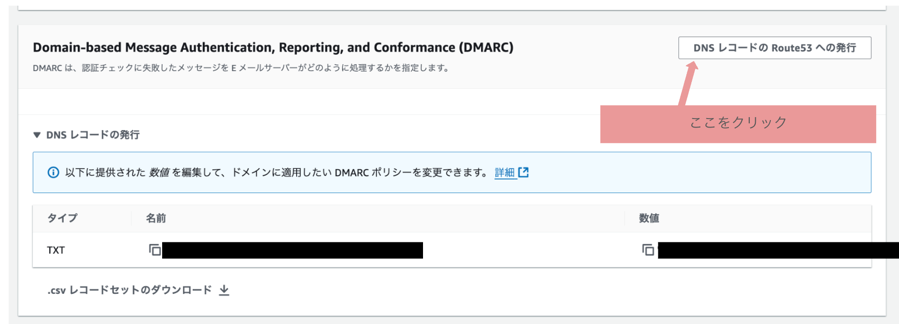 Domain-based Message Authentication, Reporting, and Conformance (DMARC)
DNS レコードの Route53 への発行
DMARC は、認証チェックに失敗したメッセージを E メールサーバーがどのように処理するかを指定します。
ここをクリック
▼ DNS レコードの発行
以下に提供された 数値 を編集して、ドメインに適用したい DMARC ポリシーを変更できます。 詳細
タイプ 名前 数値
TXT
.csv レコードセットのダウンロード